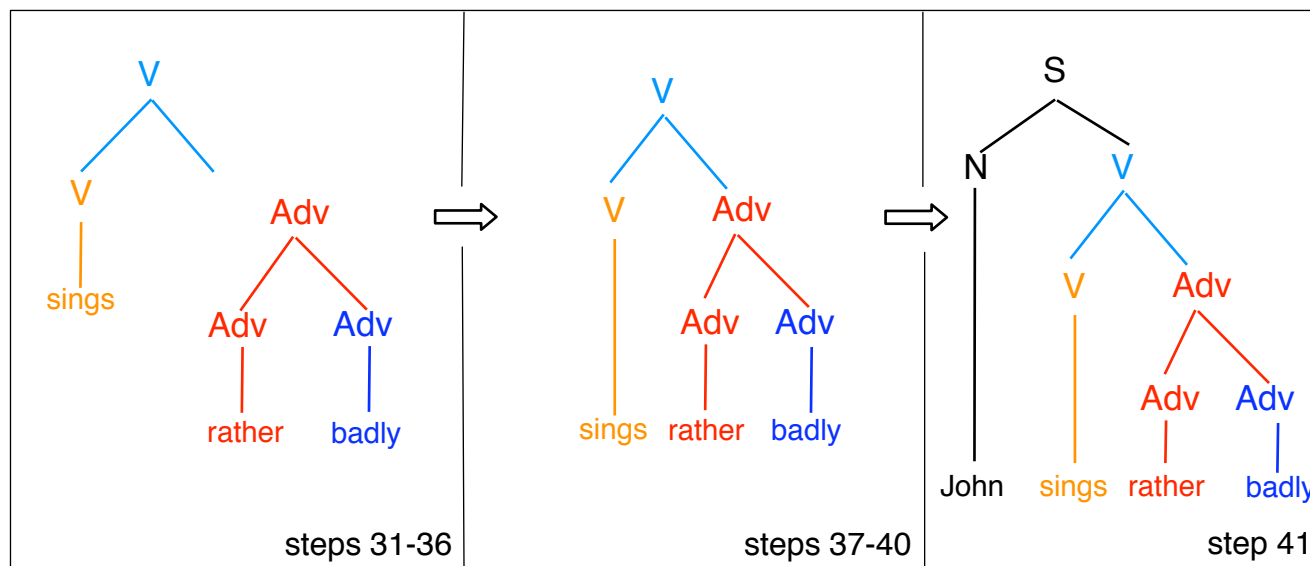 V
V
Adv
sings
Adv Adv
rather badly
steps 31-36
V
V Adv
Adv Adv
sings rather badly
steps 37-40
S
N V
V Adv
Adv Adv
John sings rather badly
step 41